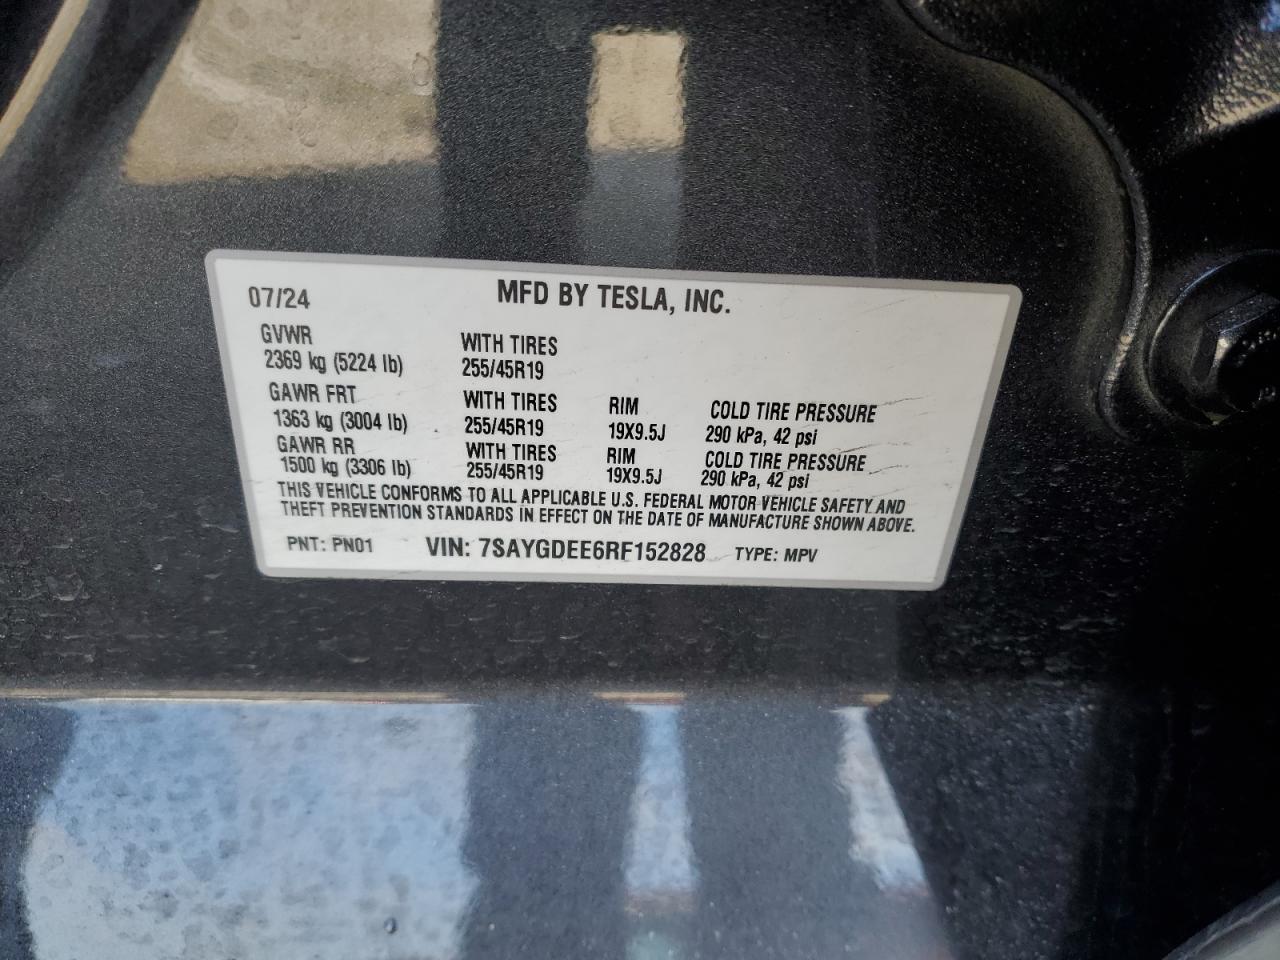 07/24 MFD BY TESLA, INC.
GVWR WITH TIRES
2369 kg (5224 lb) 255/45R19
GAWR FRT WITH TIRES RIM COLD TIRE PRESSURE
1363 kg (3004 lb) 255/45R19 19X9.5J 290 kPa, 42 psi
GAWR RR WITH TIRES RIM COLD TIRE PRESSURE
1500 kg (3306 lb) 255/45R19 19X9.5J 290 kPa, 42 psi
THIS VEHICLE CONFORMS TO ALL APPLICABLE U.S. FEDERAL MOTOR VEHICLE SAFETY AND
THEFT PREVENTION STANDARDS IN EFFECT ON THE DATE OF MANUFACTURE SHOWN ABOVE.
PNT: PN01 VIN: 7SAYGDEE6RF152828 TYPE: MPV